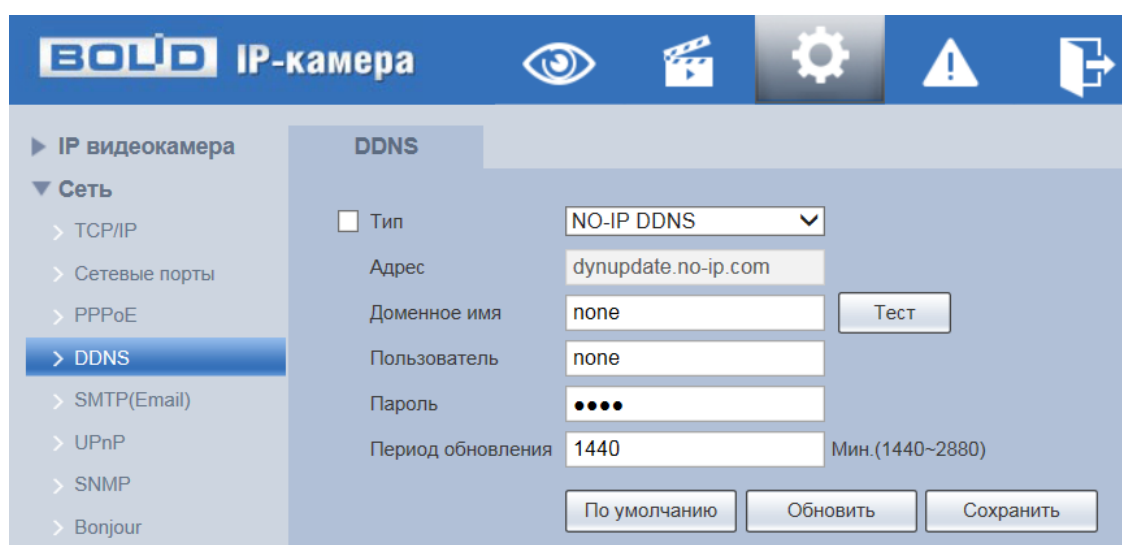 BOLID IP-камера
IP видеокамера
Сеть
TCP/IP
Сетевые порты
PPPoE
DDNS
SMTP(Email)
UPnP
SNMP
Bonjour
DDNS
Тип NO-IP DDNS
Адрес dynupdate.no-ip.com
Доменное имя none Тест
Пользователь none
Пароль ●●●●
Период обновления 1440 Мин.(1440~2880)
По умолчанию Обновить Сохранить